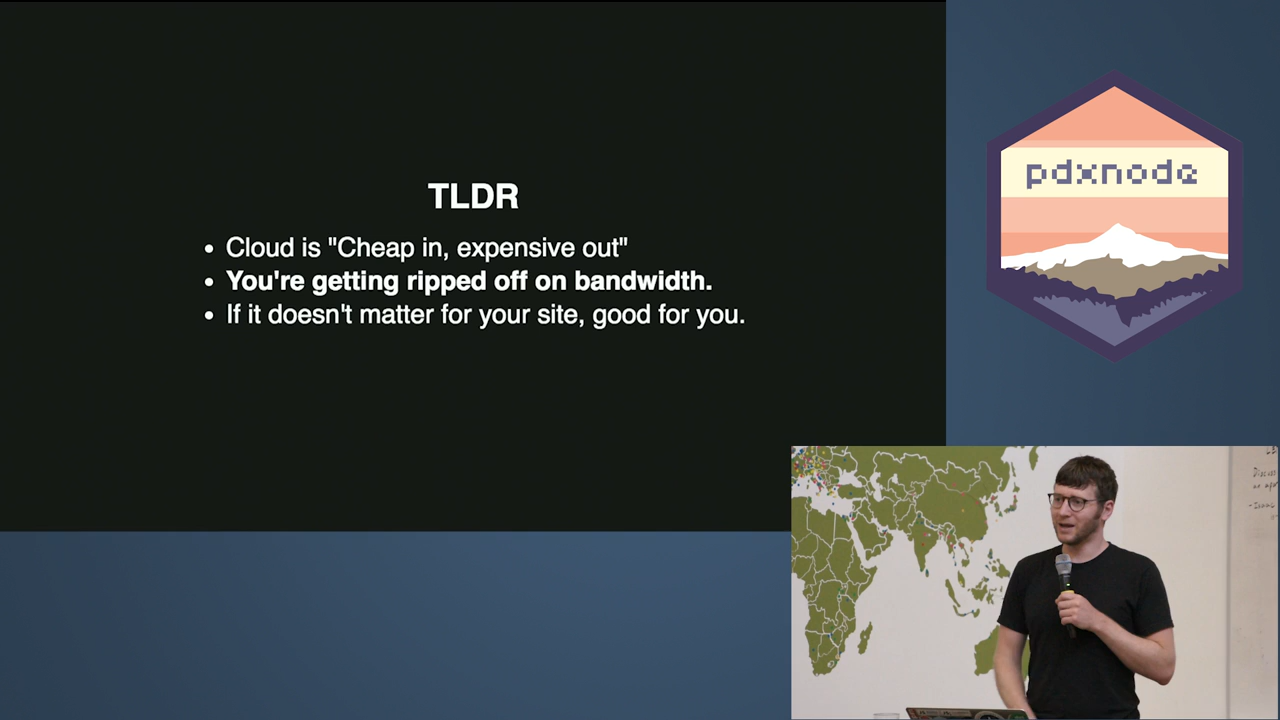 TLDR
• Cloud is "Cheap in, expensive out"
• You're getting ripped off on bandwidth.
• If it doesn't matter for your site, good for you.
pdxnode